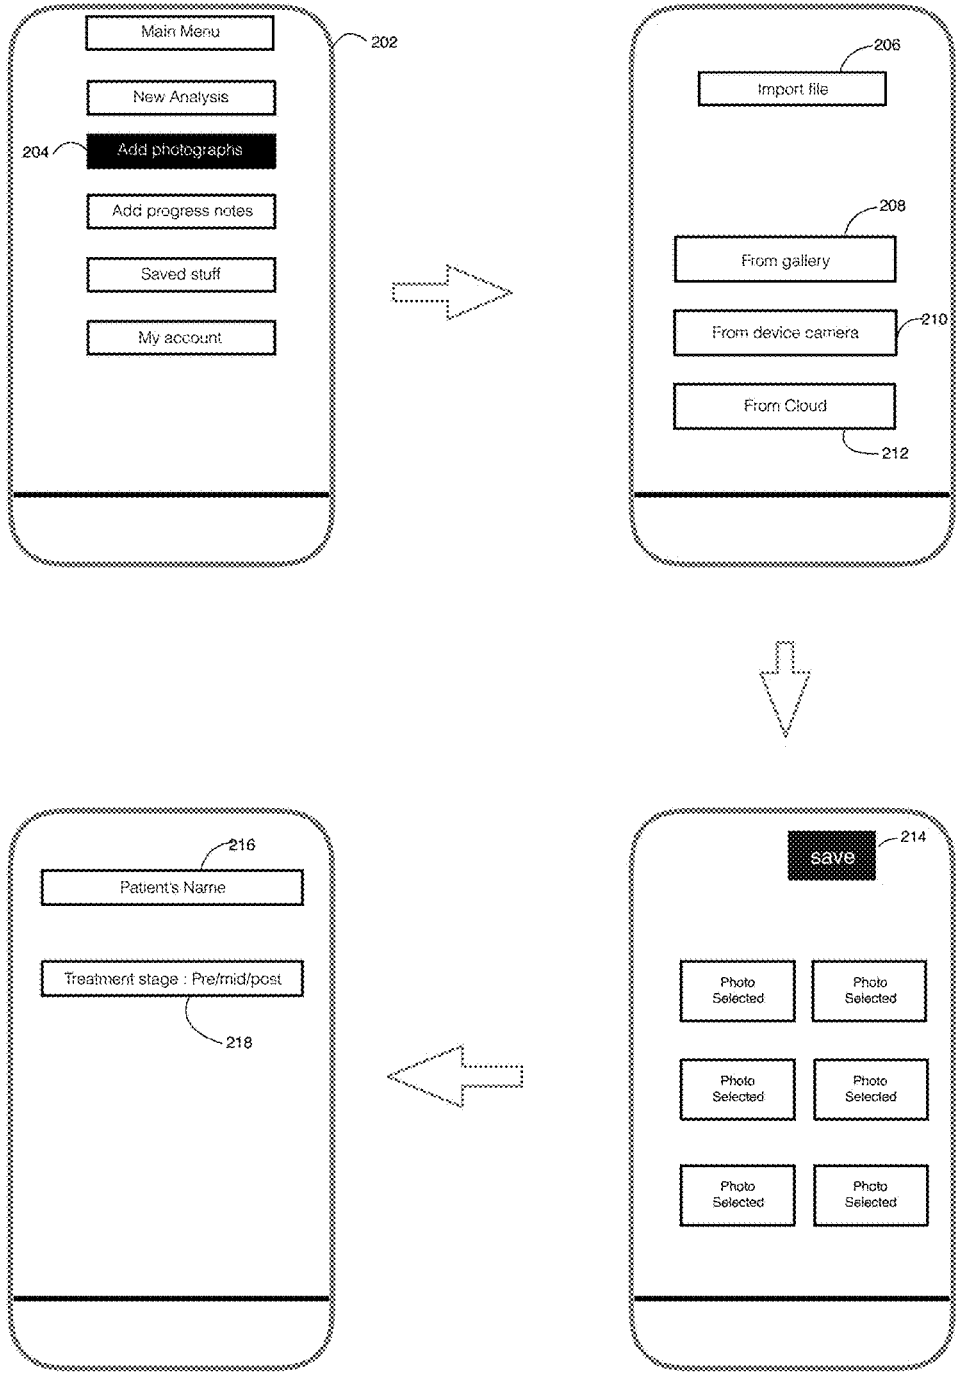 Main Menu
202
New Analysis
204
Add photographs
Add progress notes
Saved stuff
My account
206
Import file
208
From gallery
210
From device camera
From Cloud
212
216
Patient's Name
Treatment stage : Pre/mid/post
218
save
214
Photo
Selected
Photo
Selected
Photo
Selected
Photo
Selected
Photo
Selected
Photo
Selected